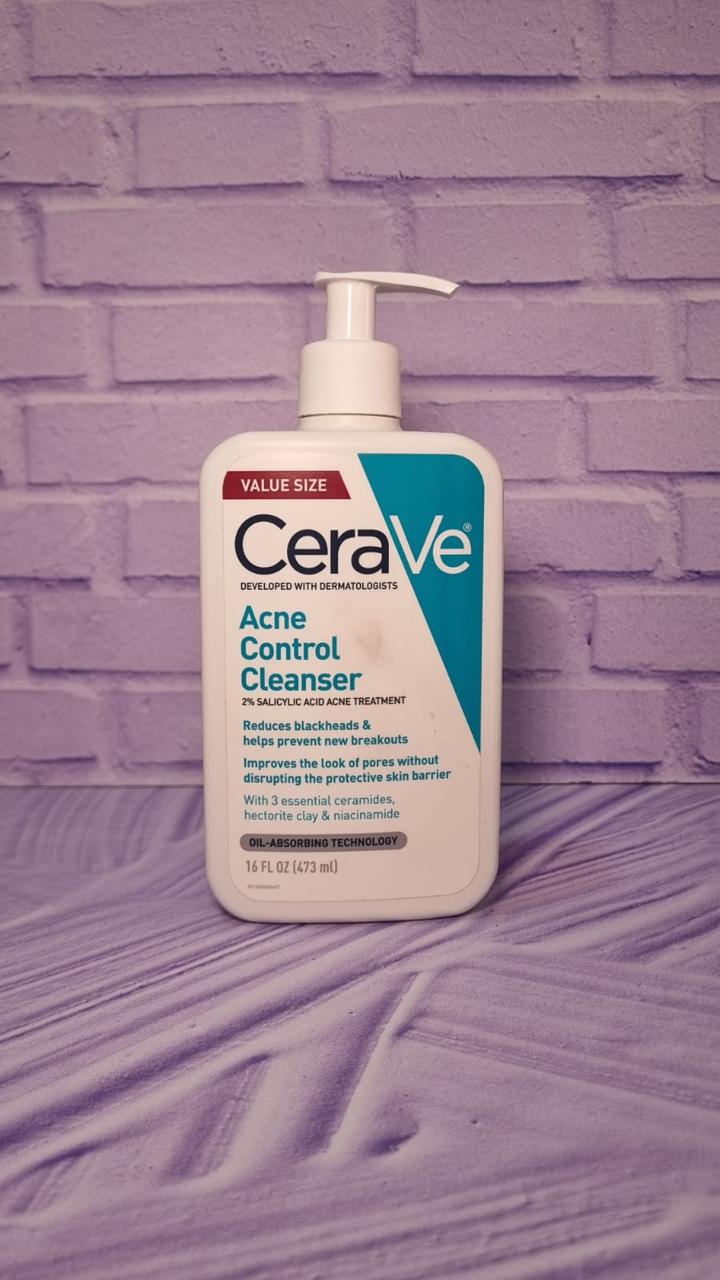 VALUE SIZE
CeraVe®
DEVELOPED WITH DERMATOLOGISTS
Acne
Control
Cleanser
2% SALICYLIC ACID ACNE TREATMENT
Reduces blackheads &
helps prevent new breakouts
Improves the look of pores without
disrupting the protective skin barrier
With 3 essential ceramides,
hectorite clay & niacinamide
OIL-ABSORBING TECHNOLOGY
16 FL OZ (473 ml)